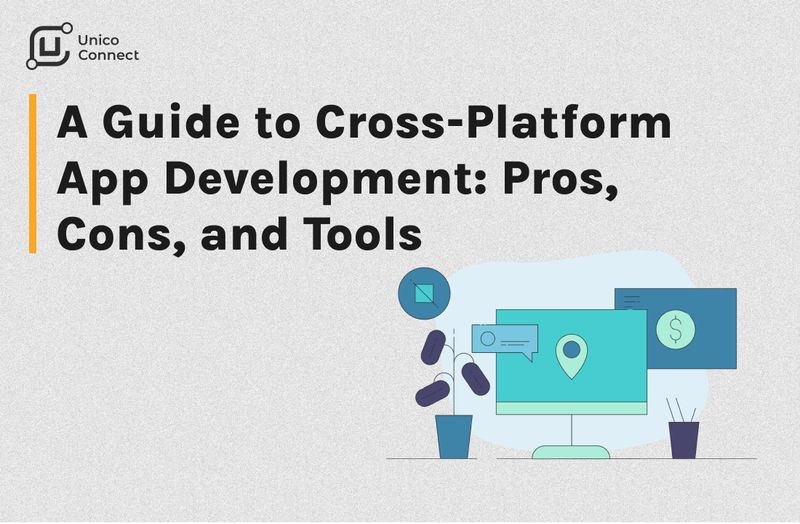 Unico
Connect
A Guide to Cross-Platform
App Development: Pros,
Cons, and Tools
$